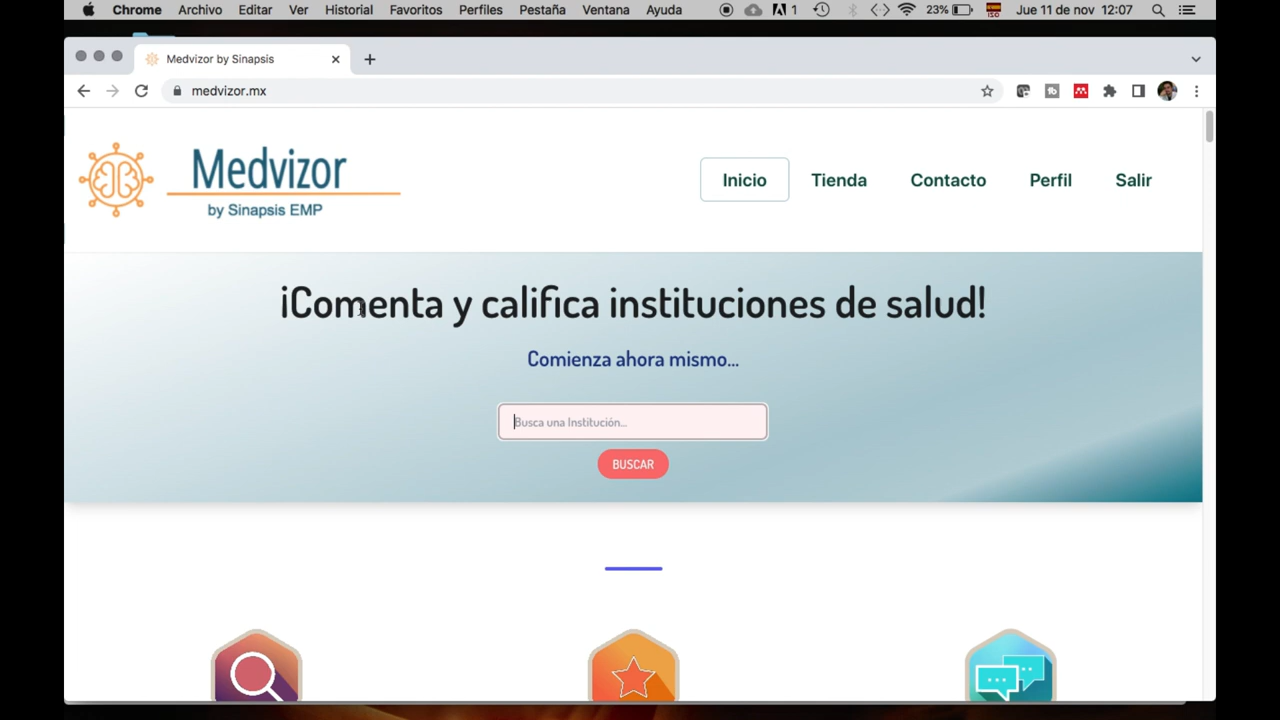 Chrome Archivo Editar Ver Historial Favoritos Perfiles Pestaña Ventana Ayuda 1 23% ISO Jue 11 de nov 12:07
Medvizor by Sinapsis
medvizor.mx
Medvizor
by Sinapsis EMP
Inicio Tienda Contacto Perfil Salir
¡Comenta y califica instituciones de salud!
Comienza ahora mismo...
Busca una Institución...
BUSCAR